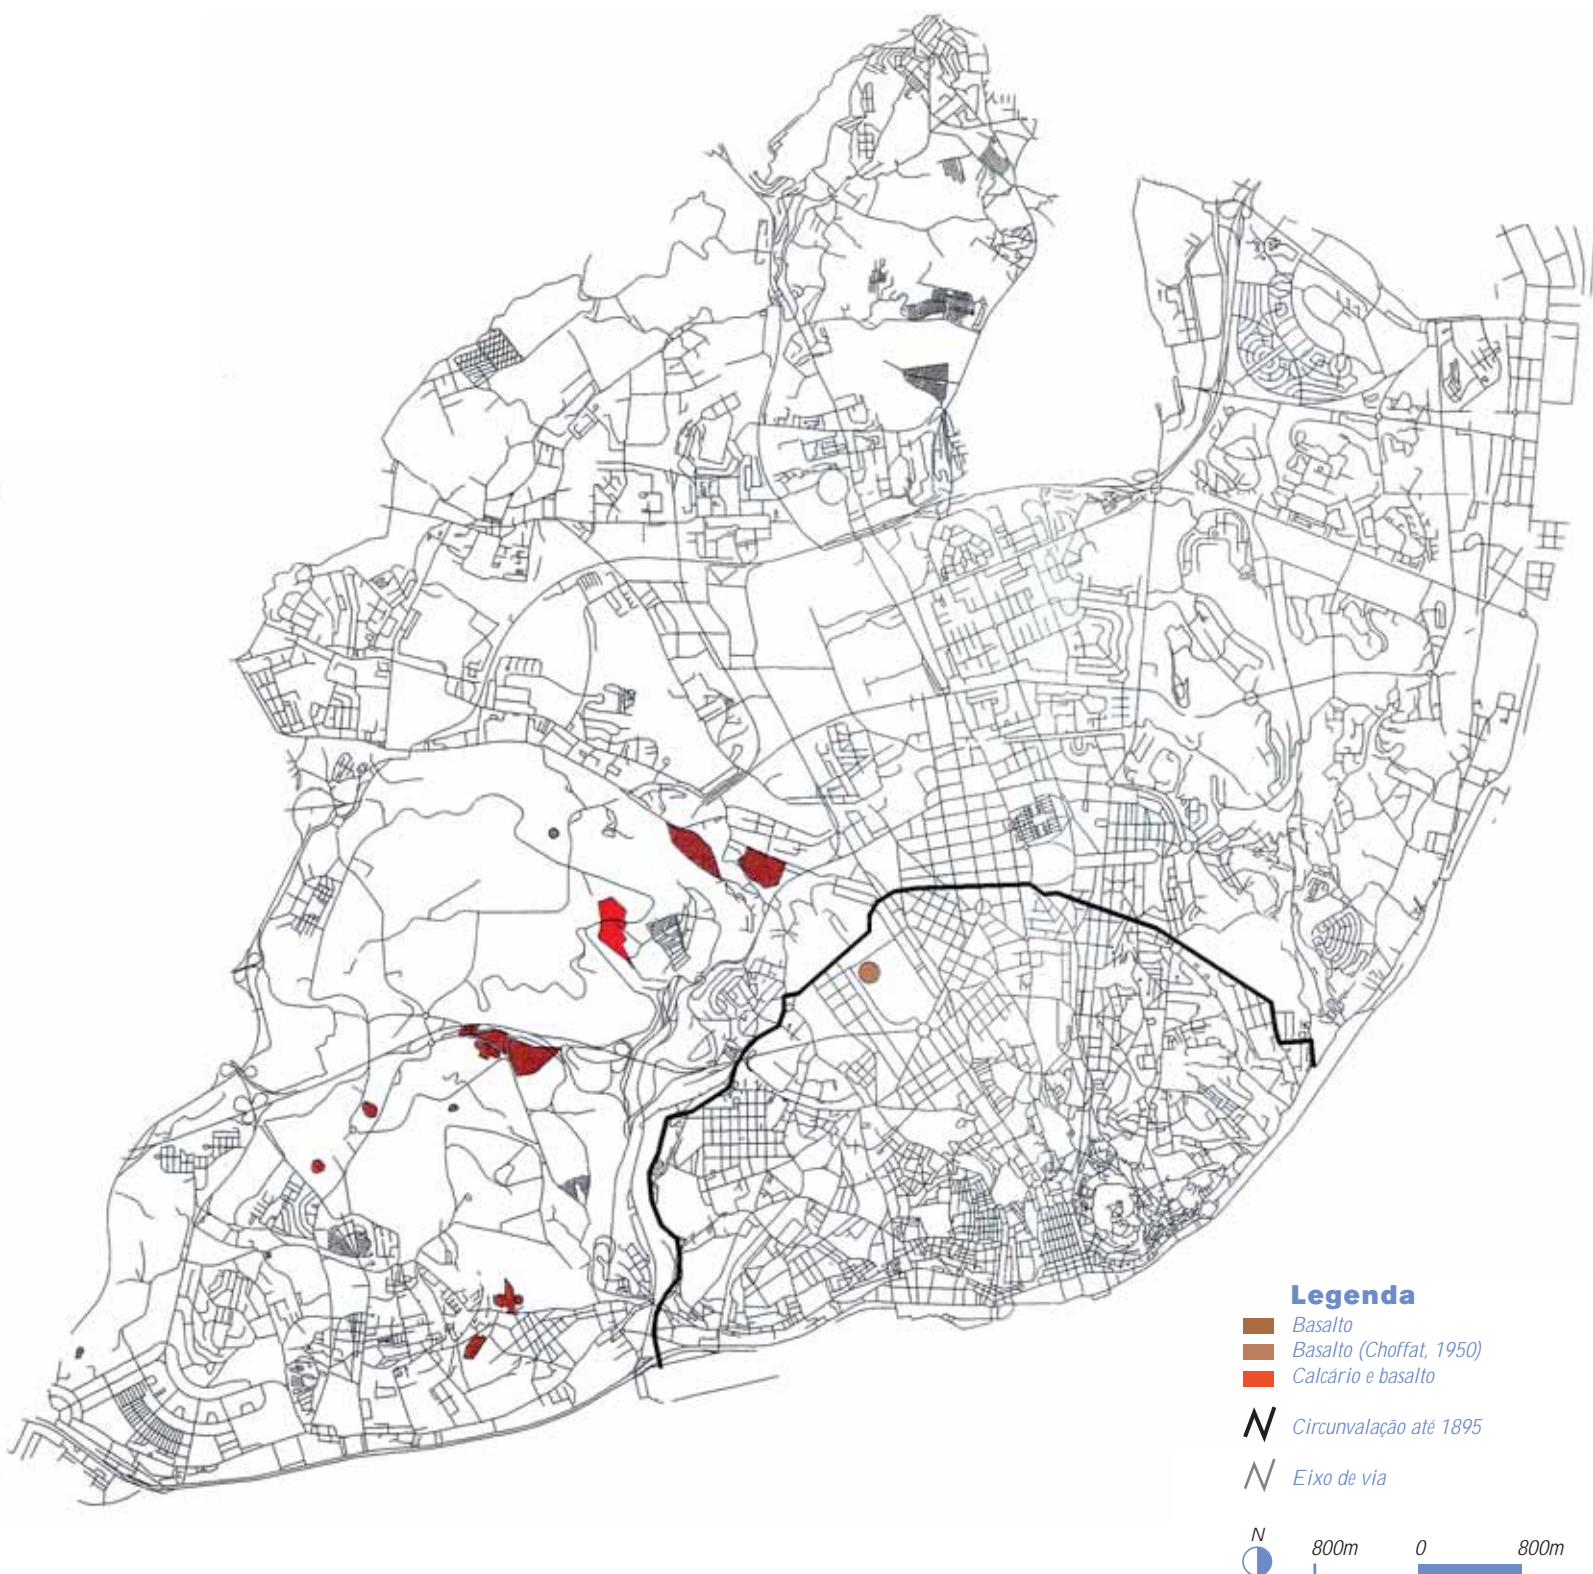 Legenda
Basalto
Basalto (Choffat, 1950)
Calcário e basalto
Circunvalação até 1895
Eixo de via
N
800m 0 800m